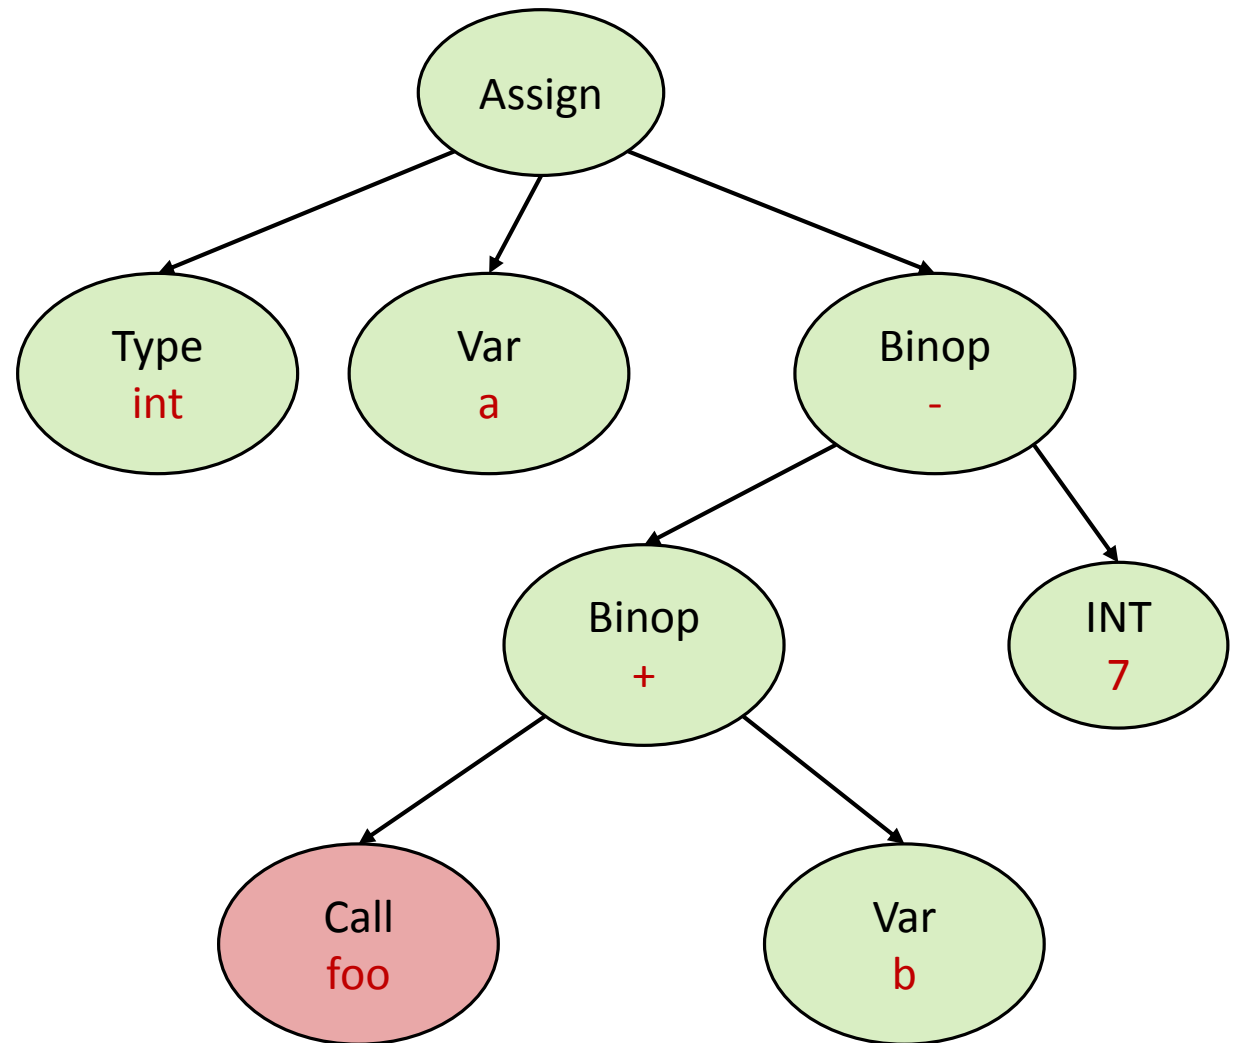 Assign
Type
int
Var
a
Binop
-
Binop
+
INT
7
Call
foo
Var
b